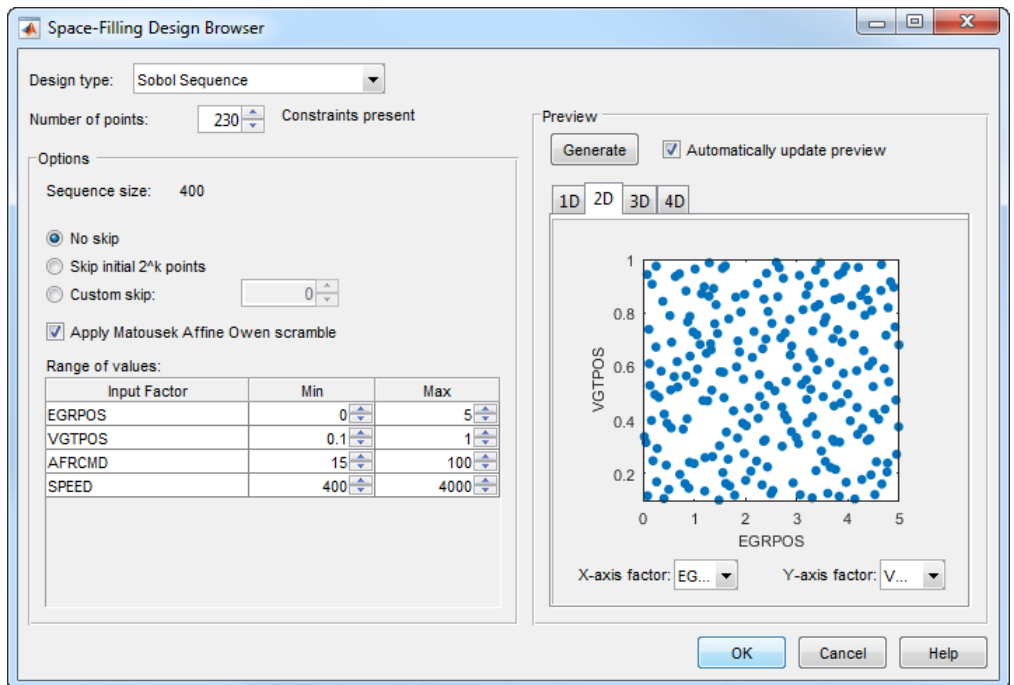 Space-Filling Design Browser
Design type: Sobol Sequence
Number of points: 230 Constraints present
Options
Sequence size: 400
No skip
Skip initial 2^k points
Custom skip: 0
Apply Matousek Affine Owen scramble
Range of values:
Input Factor Min Max
EGRPOS 0 5
VGTPOS 0.1 1
AFRCMD 15 100
SPEED 400 4000
Preview
Generate Automatically update preview
1D 2D 3D 4D
1
0.8
0.6
0.4
0.2
VGTPOS
0 1 2 3 4 5
EGRPOS
X-axis factor: EG... Y-axis factor: V...
OK Cancel Help